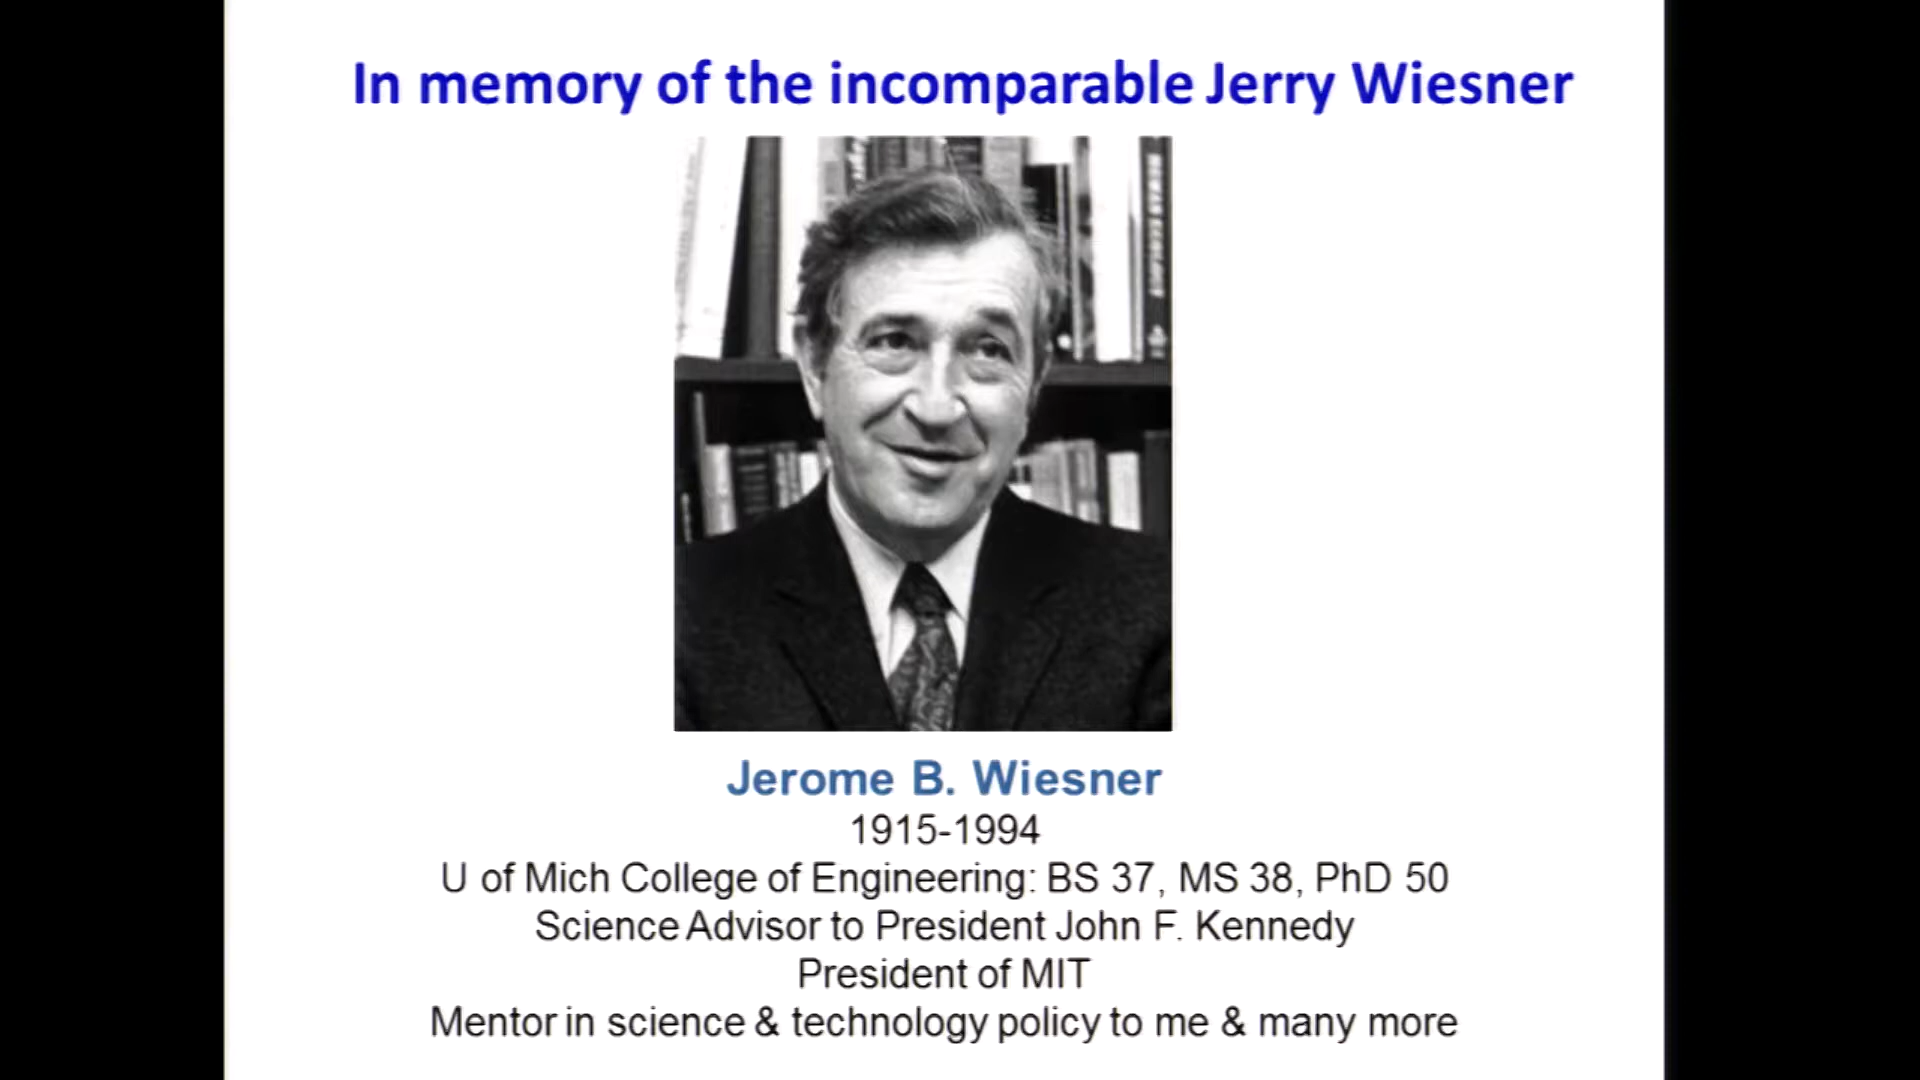 In memory of the incomparable Jerry Wiesner
Jerome B. Wiesner
1915-1994
U of Mich College of Engineering: BS 37, MS 38, PhD 50
Science Advisor to President John F. Kennedy
President of MIT
Mentor in science & technology policy to me & many more